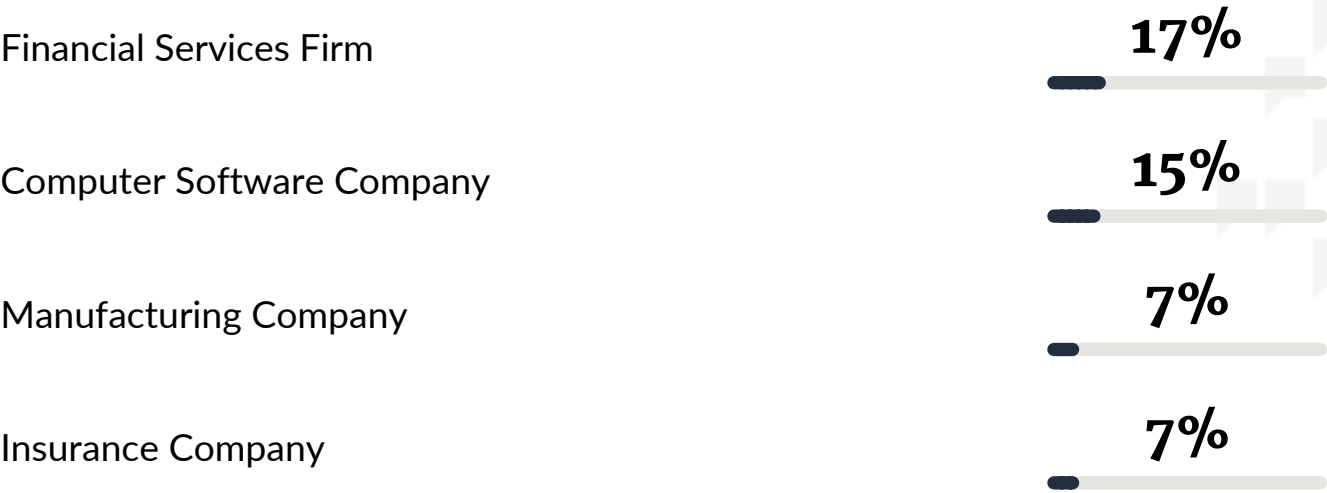 Financial Services Firm 17%
Computer Software Company 15%
Manufacturing Company 7%
Insurance Company 7%